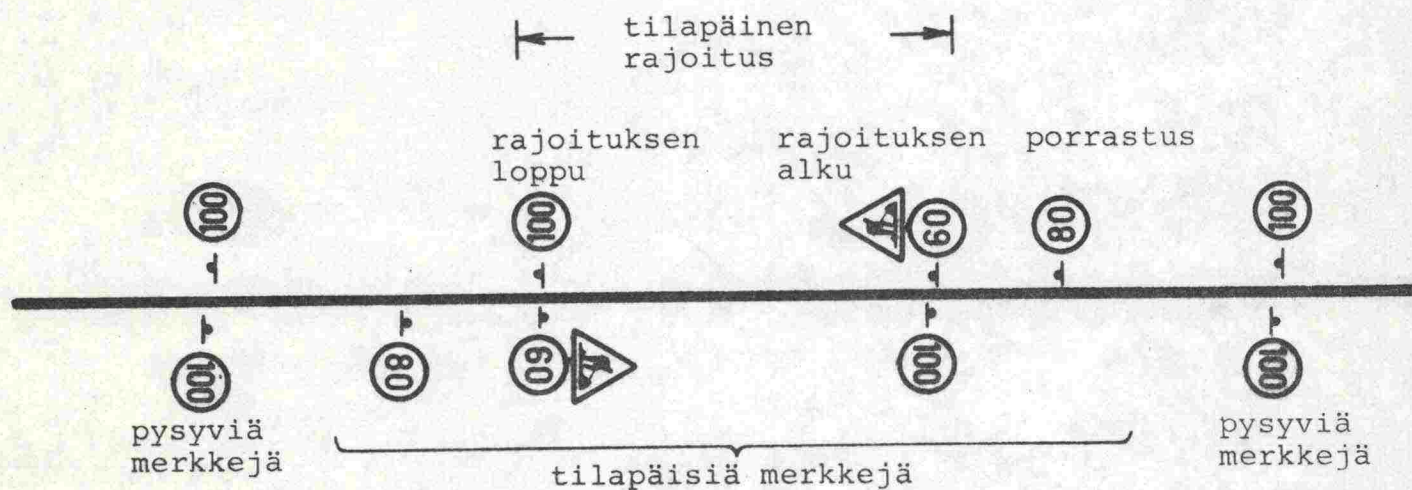 tilapäinen
rajoitus
rajoituksen
loppu
rajoituksen
alku
porrastus
100
100
60
80
100
100
80
60
100
100
pysyviä
merkkejä
tilapäisiä merkkejä
pysyviä
merkkejä